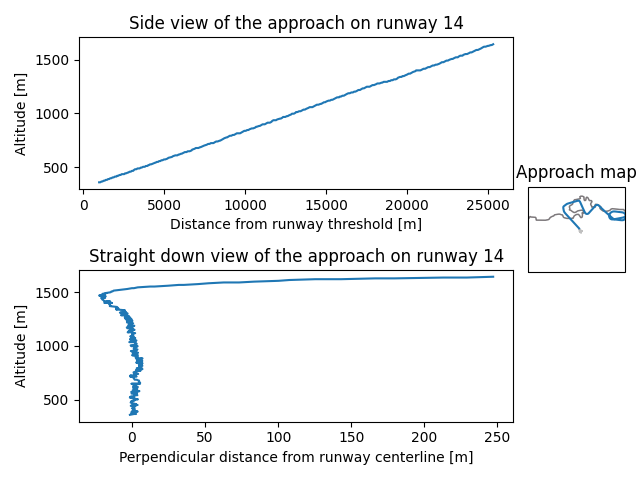 Side view of the approach on runway 14
Altitude [m]
1500
1000
500
0
5000
10000
15000
20000
25000
Distance from runway threshold [m]
Approach map
Straight down view of the approach on runway 14
Altitude [m]
1500
1000
500
0
50
100
150
200
250
Perpendicular distance from runway centerline [m]